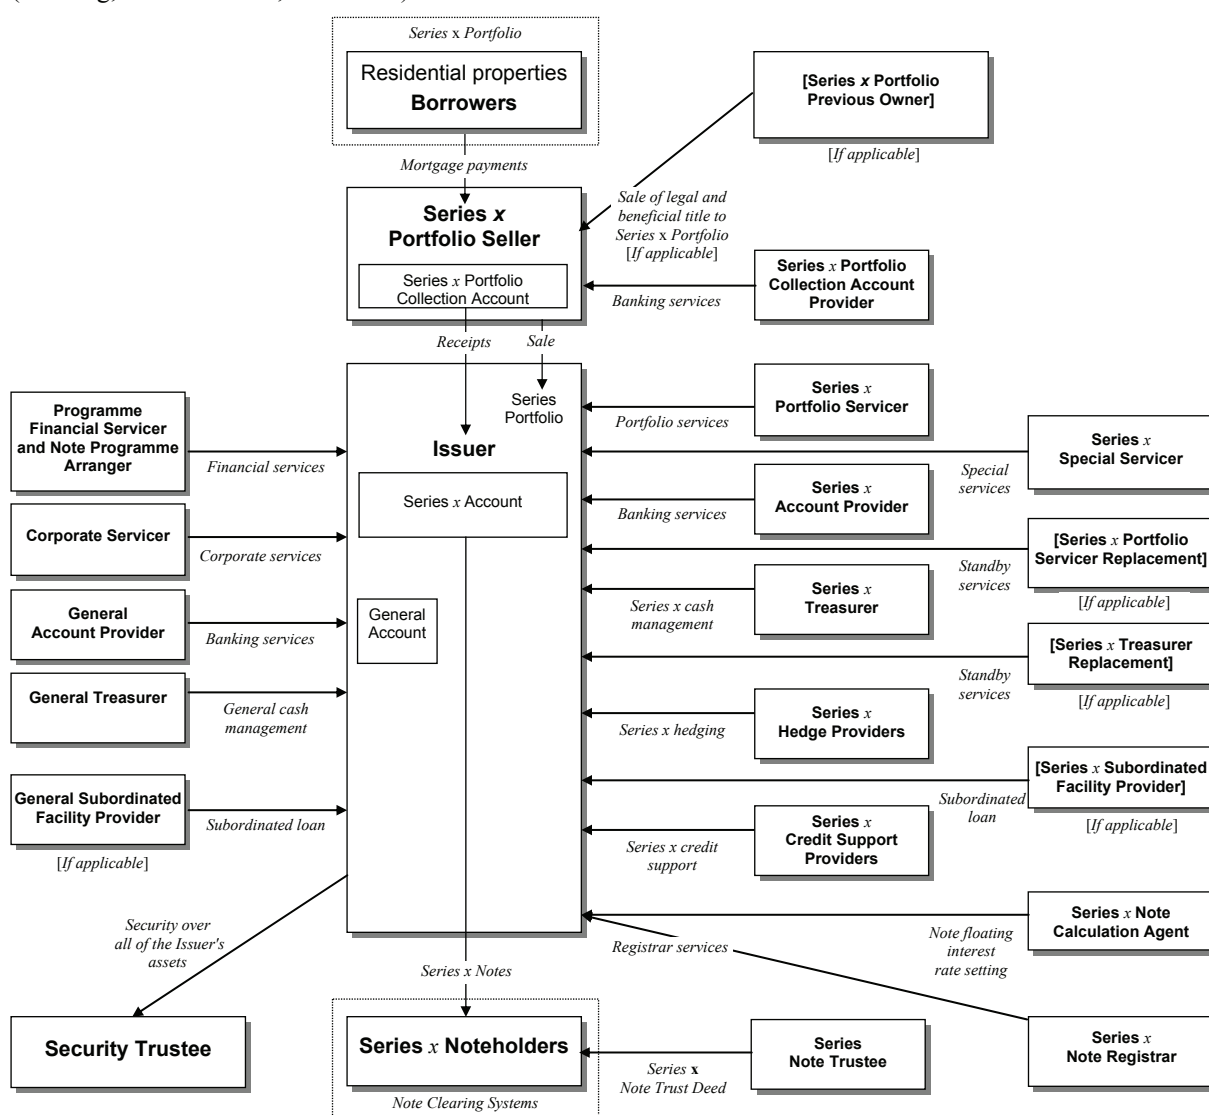 Series x Portfolio
Residential properties
Borrowers
[Series x Portfolio
Previous Owner]
[If applicable]
Mortgage payments
Sale of legal and
beneficial title to
Series x Portfolio
[If applicable]
Series x
Portfolio Seller
Series x Portfolio
Collection Account
Banking services
Series x Portfolio
Collection Account
Provider
Receipts
Sale
Series
Portfolio
Issuer
Series x Account
General
Account
Programme
Financial Servicer
and Note Programme
Arranger
Financial services
Corporate Servicer
Corporate services
General
Account Provider
Banking services
General Treasurer
General cash
management
General Subordinated
Facility Provider
Subordinated loan
[If applicable]
Portfolio services
Series x
Portfolio Servicer
Special
services
Series x
Special Servicer
Banking services
Series x
Account Provider
Standby
services
[Series x Portfolio
Servicer Replacement]
[If applicable]
Series x cash
management
Series x
Treasurer
Standby
services
[Series x Treasurer
Replacement]
[If applicable]
Series x hedging
Series x
Hedge Providers
Subordinated
loan
[Series x Subordinated
Facility Provider]
[If applicable]
Series x credit
support
Series x
Credit Support
Providers
Note floating
interest
rate setting
Series x Note
Calculation Agent
Registrar services
Series x
Note Registrar
Security over
all of the Issuer's
assets
Security Trustee
Series x Notes
Series x Noteholders
Note Clearing Systems
Series x
Note Trust Deed
Series
Note Trustee